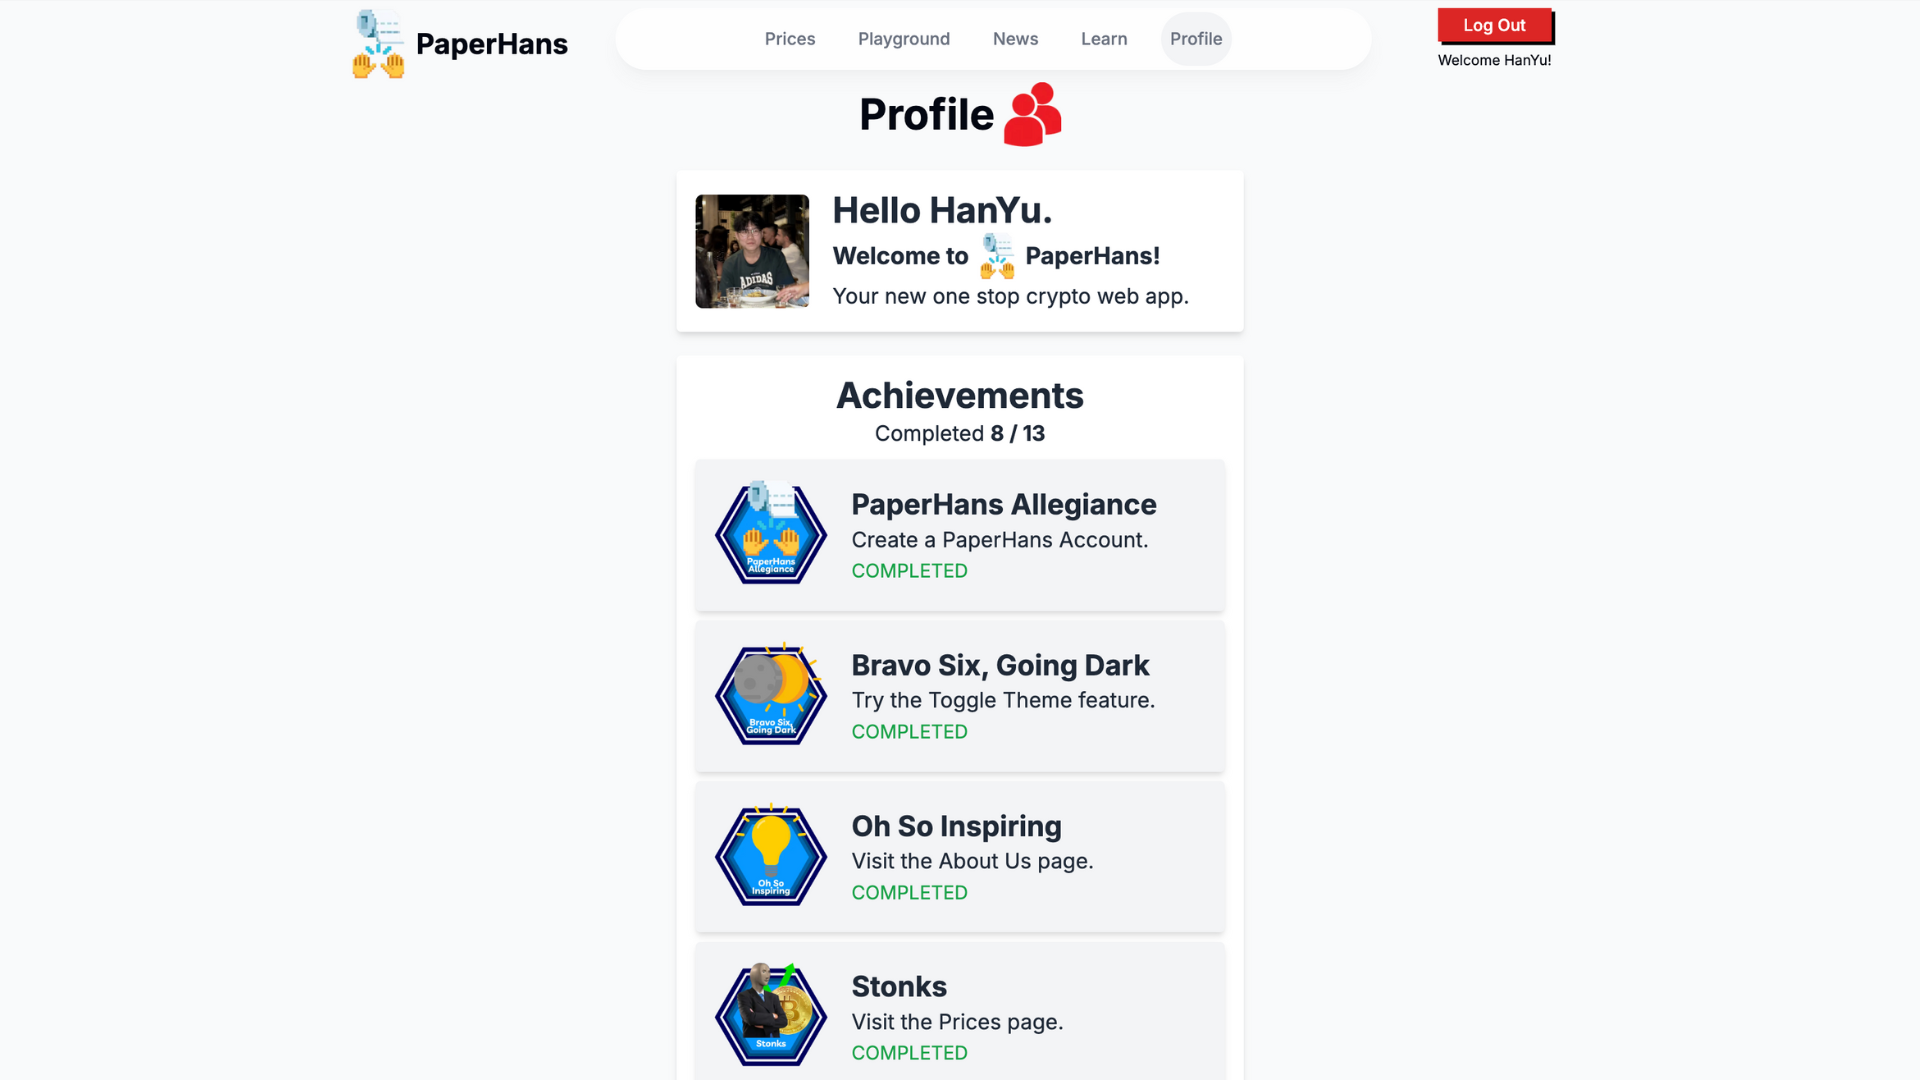 PaperHans
Prices
Playground
News
Learn
Profile
Log Out
Welcome HanYu!
Profile
Hello HanYu.
Welcome to PaperHans!
Your new one stop crypto web app.
ADIDAS
Achievements
Completed 8 / 13
PaperHans
Allegiance
PaperHans Allegiance
Create a PaperHans Account.
COMPLETED
Bravo Six,
Going Dark
Bravo Six, Going Dark
Try the Toggle Theme feature.
COMPLETED
Oh So
Inspiring
Oh So Inspiring
Visit the About Us page.
COMPLETED
Stonks
Stonks
Visit the Prices page.
COMPLETED